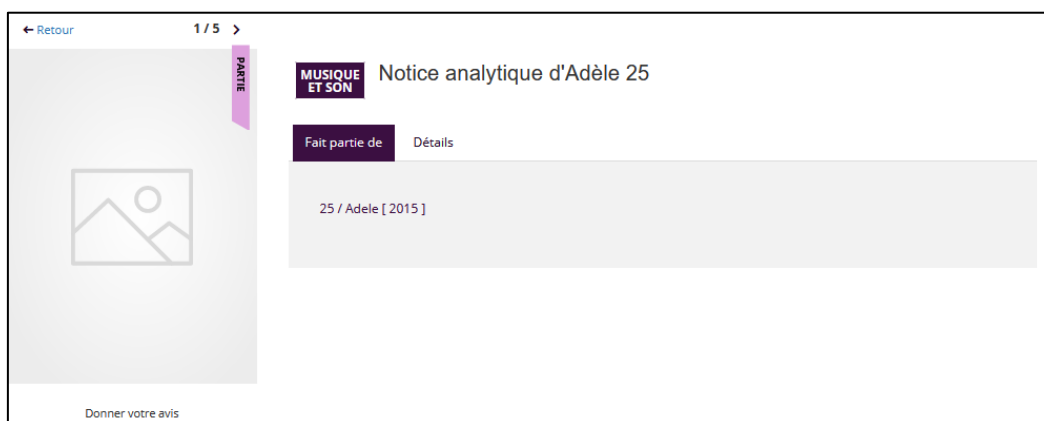 ← Retour
1 / 5 >
PARTIE
MUSIQUE
ET SON
Notice analytique d'Adèle 25
Fait partie de
Détails
25 / Adele [ 2015 ]
Donner votre avis